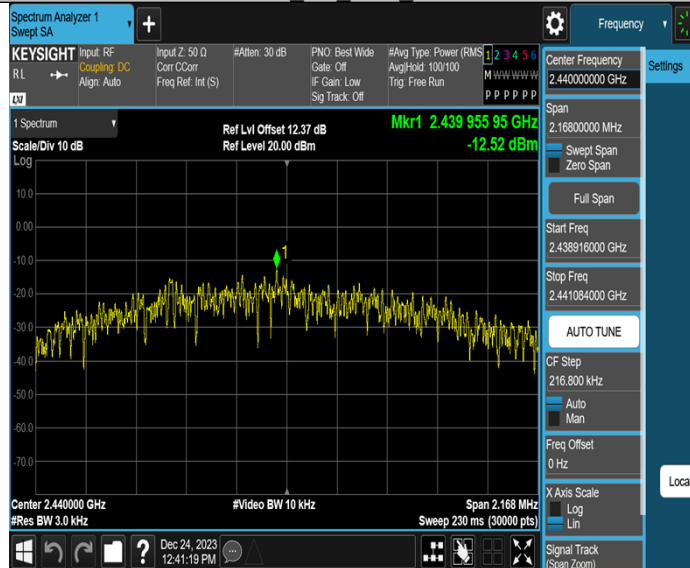 Spectrum Analyzer 1
Swept SA
KEYSIGHT
RL
LXI
Input: RF
Coupling: DC
Align: Auto
Input Z: 50 Ω
Corr CCorr
Freq Ref: Int (S)
#Atten: 30 dB
PNO: Best Wide
Gate: Off
IF Gain: Low
Sig Track: Off
#Avg Type: Power (RMS
Avg|Hold: 100/100
Trig: Free Run
1 2 3 4 5 6
M W W W W W
P P P P P P
1 Spectrum
Scale/Div 10 dB
Log
Ref Lvl Offset 12.37 dB
Ref Level 20.00 dBm
Mkr1 2.439 955 95 GHz
-12.52 dBm
10.0
0.00
-10.0
-20.0
-30.0
-40.0
-50.0
-60.0
-70.0
1
Center 2.440000 GHz
#Res BW 3.0 kHz
#Video BW 10 kHz
Span 2.168 MHz
Sweep 230 ms (30000 pts)
?
Dec 24, 2023
12:41:19 PM
Frequency
Center Frequency
2.440000000 GHz
Span
2.16800000 MHz
Swept Span
Zero Span
Full Span
Start Freq
2.438916000 GHz
Stop Freq
2.441084000 GHz
AUTO TUNE
CF Step
216.800 kHz
Auto
Man
Freq Offset
0 Hz
X Axis Scale
Log
Lin
Signal Track
(Span Zoom)
Settings
Loca